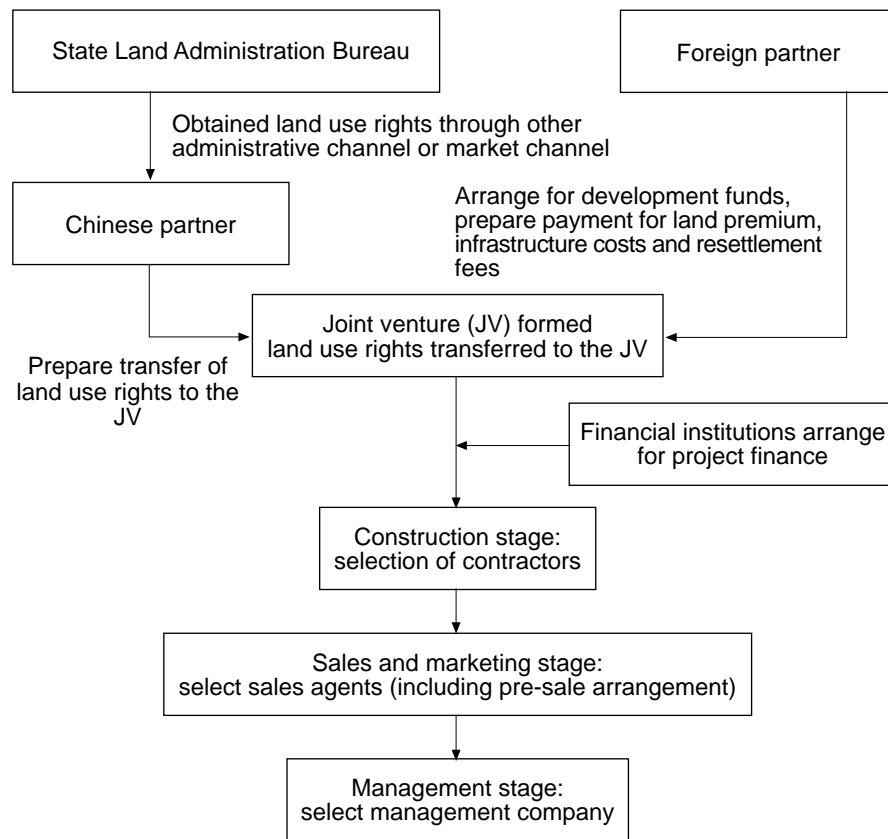 State Land Administration Bureau
Foreign partner
Obtained land use rights through other
administrative channel or market channel
Chinese partner
Arrange for development funds,
prepare payment for land premium,
infrastructure costs and resettlement
fees
Joint venture (JV) formed
land use rights transferred to the JV
Prepare transfer of
land use rights to the
JV
Financial institutions arrange
for project finance
Construction stage:
selection of contractors
Sales and marketing stage:
select sales agents (including pre-sale arrangement)
Management stage:
select management company